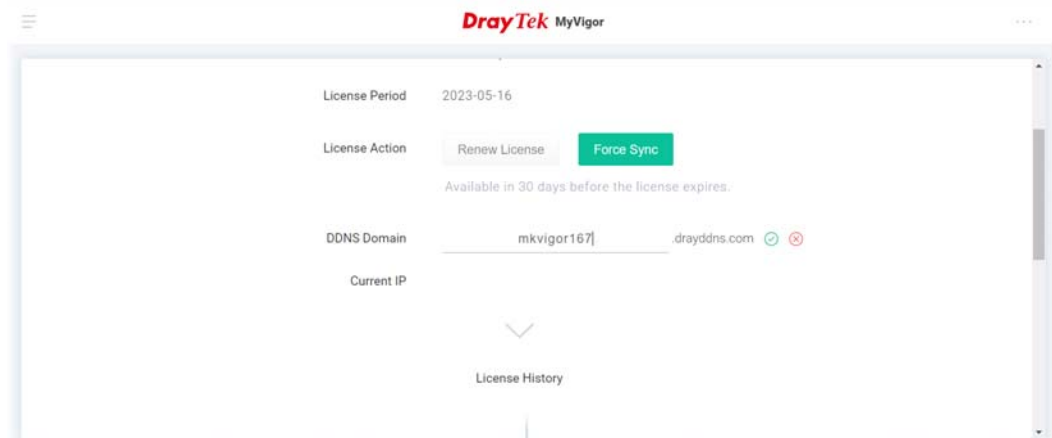 DrayTek MyVigor
License Period 2023-05-16
License Action Renew License Force Sync
Available in 30 days before the license expires.
DDNS Domain mkvigor167 .drayddns.com
Current IP
License History